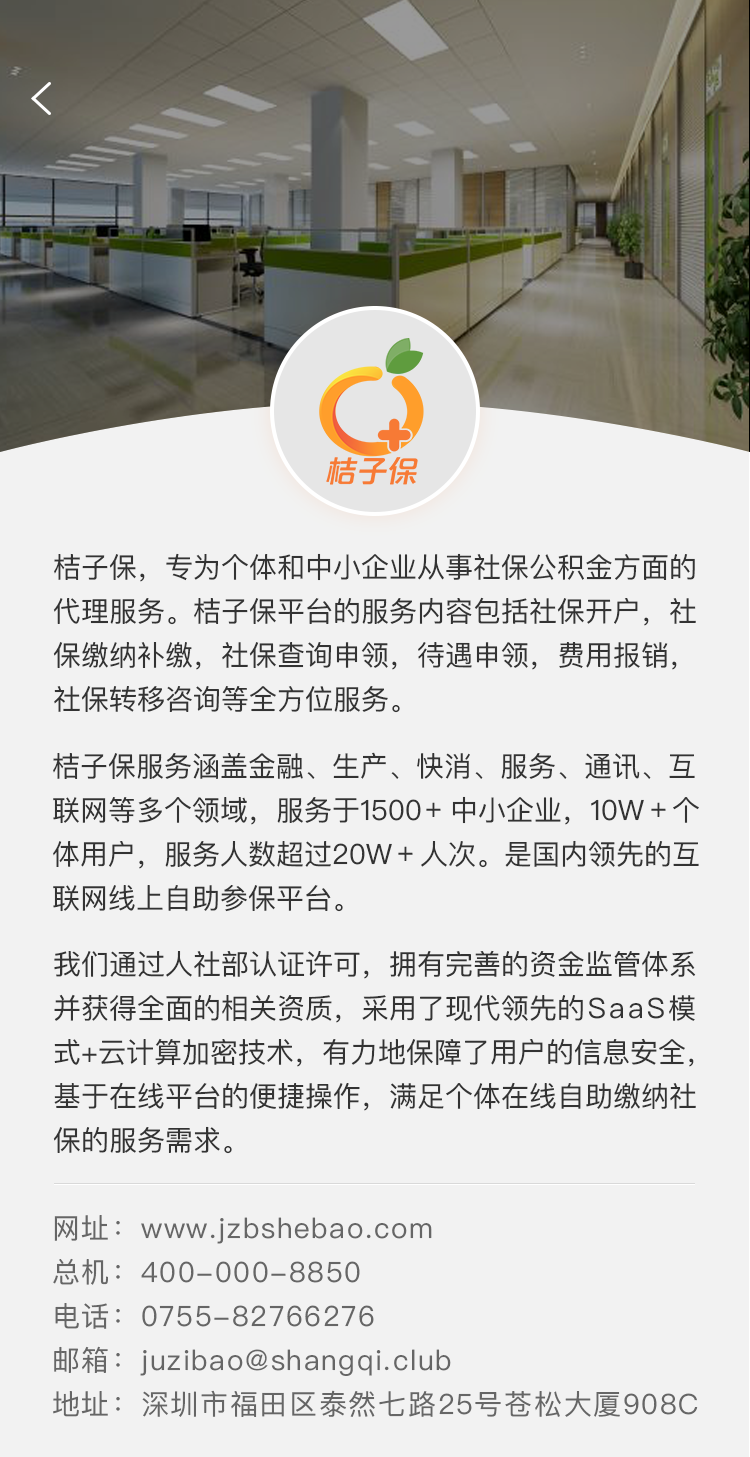 桔子保
桔子保，专为个体和中小企业从事社保公积金方面的
代理服务。桔子保平台的服务内容包括社保开户，社
保缴纳补缴，社保查询申领，待遇申领，费用报销，
社保转移咨询等全方位服务。
桔子保服务涵盖金融、生产、快消、服务、通讯、互
联网等多个领域，服务于1500+ 中小企业，10W+个
体用户，服务人数超过20W+人次。是国内领先的互
联网线上自助参保平台。
我们通过人社部认证许可，拥有完善的资金监管体系
并获得全面的相关资质，采用了现代领先的SaaS模
式+云计算加密技术，有力地保障了用户的信息安全，
基于在线平台的便捷操作，满足个体在线自助缴纳社
保的服务需求。
网址：www.jzbshebao.com
总机：400-000-8850
电话：0755-82766276
邮箱：juzibao@shangqi.club
地址：深圳市福田区泰然七路25号苍松大厦908C